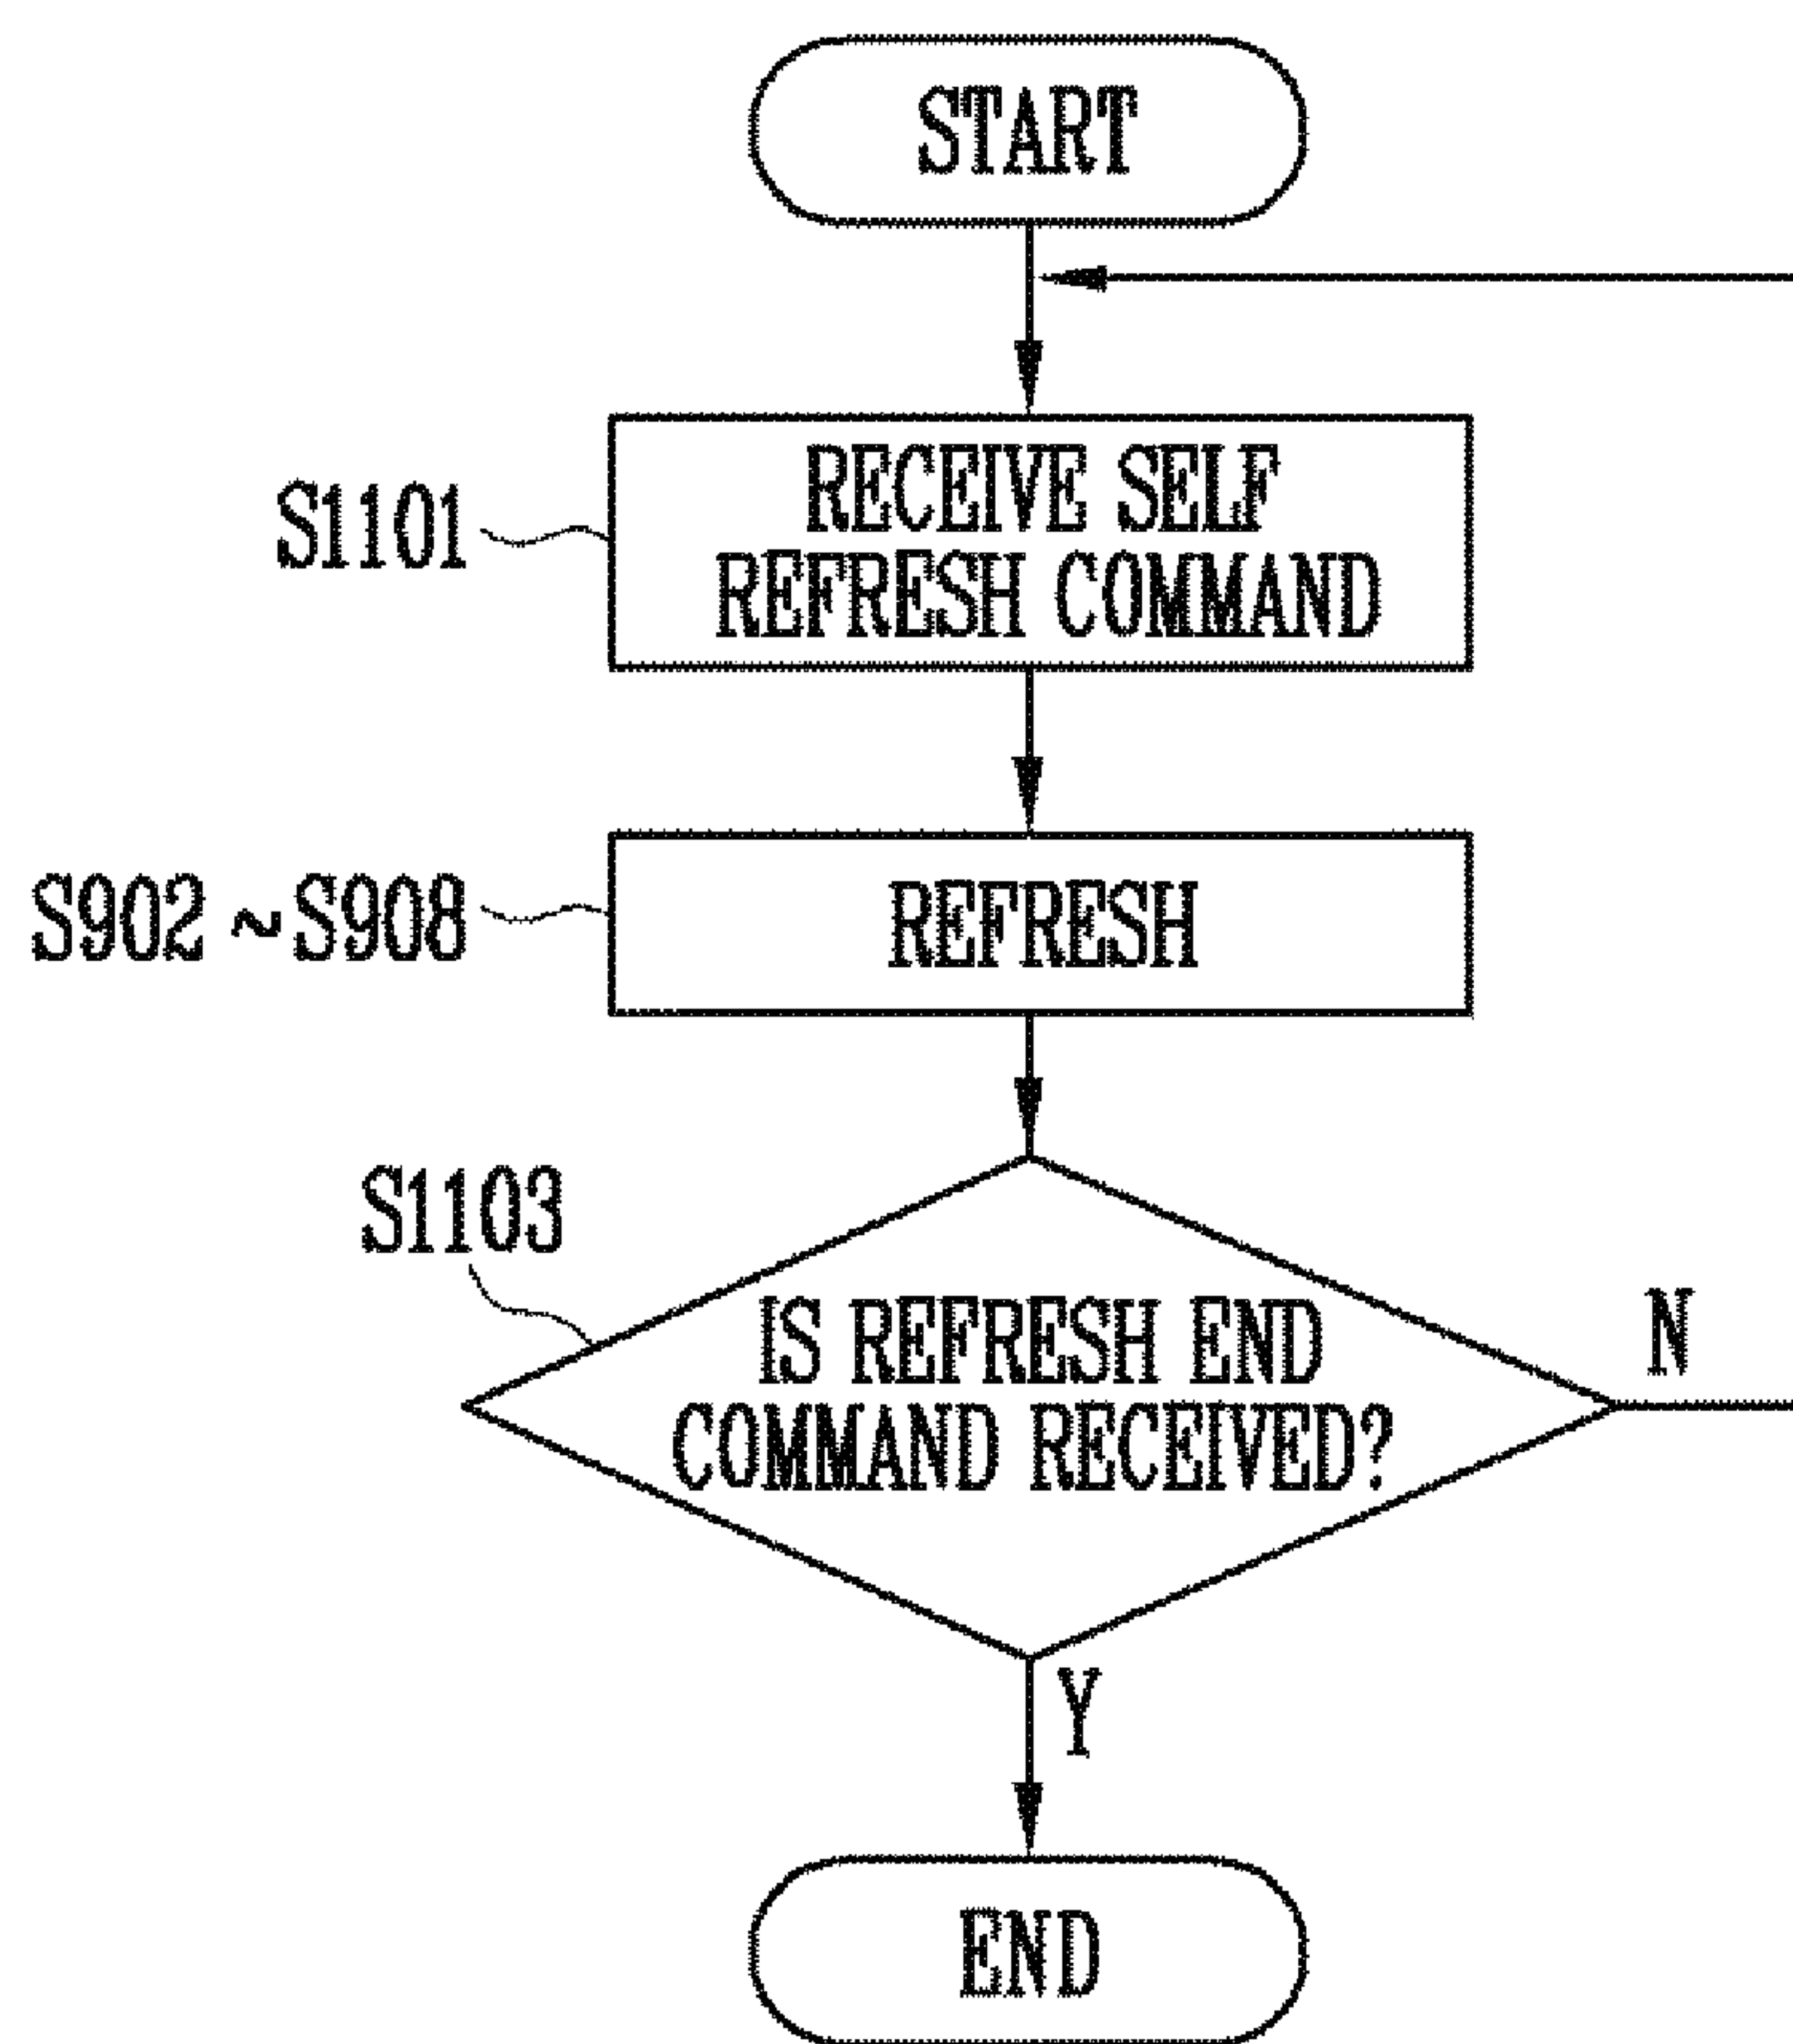 START
S1101
RECEIVE SELF
REFRESH COMMAND
S902~S908
REFRESH
S1103
IS REFRESH END
COMMAND RECEIVED?
N
Y
END